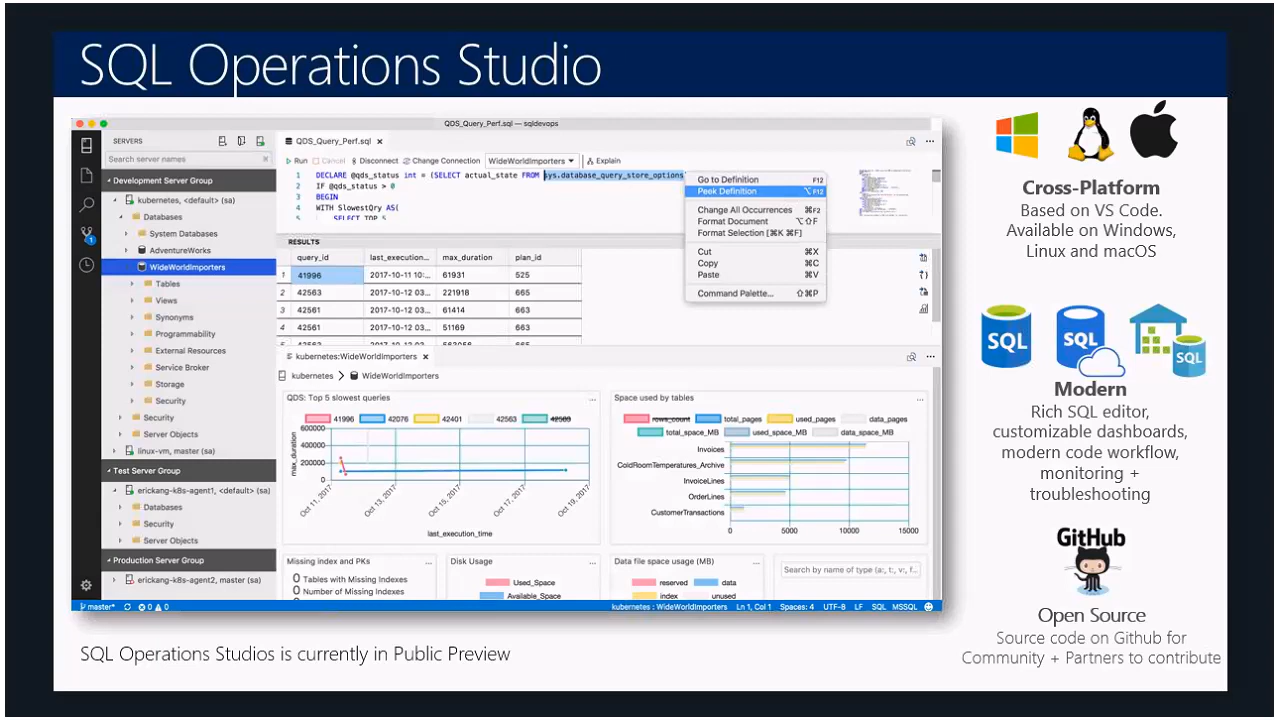 SQL Operations Studio
QDS_Query_Perf.sql — sqldevops
SERVERS
Search server names
Development Server Group
kubernetes, <default> (sa)
Databases
System Databases
AdventureWorks
WideWorldImporters
Tables
Views
Synonyms
Programmability
External Resources
Service Broker
Storage
Security
Security
Server Objects
linux-vm, master (sa)
Test Server Group
erickang-k8s-agent1, <default> (sa)
Databases
Security
Server Objects
Production Server Group
erickang-k8s-agent2, master (sa)
QDS_Query_Perf.sql
Run Cancel Disconnect Change Connection WideWorldImporters Explain
1 DECLARE @qds_status int = (SELECT actual_state FROM sys.database_query_store_options
2 IF @qds_status > 0
3 BEGIN
4 WITH SlowestQry AS(
5 SELECT TOP 5
Go to Definition F12
Peek Definition ⌥F12
Change All Occurrences ⌘F2
Format Document ⌥⇧F
Format Selection [⌘K ⌘F]
Cut ⌘X
Copy ⌘C
Paste ⌘V
Command Palette... ⇧⌘P
RESULTS
query_id last_execution... max_duration plan_id
1 41996 2017-10-11 10:... 61931 525
2 42563 2017-10-12 03... 221918 665
3 42561 2017-10-12 03... 61414 663
4 42561 2017-10-12 03... 51169 663
kubernetes:WideWorldImporters
kubernetes WideWorldImporters
QDS: Top 5 slowest queries
41996 42076 42401 42563 42589
600000
400000
200000
0
max_duration
Oct 11, 2017 Oct 13, 2017 Oct 15, 2017 Oct 17, 2017 Oct 19, 2017
last_execution_time
Space used by tables
rows_count total_pages used_pages data_pages
total_space_MB used_space_MB data_space_MB
Invoices
ColdRoomTemperatures_Archive
InvoiceLines
OrderLines
CustomerTransactions
0 5000 10000 15000
Missing index and PKs
0 Tables with Missing Indexes
0 Number of Missing Indexes
Disk Usage
Used_Space
Available_Space
Data file space usage (MB)
reserved data
index unused
Search by name of type (a:, t:, v:, f...
master* 0 0
kubernetes : WideWorldImporters Ln 1, Col 1 Spaces: 4 UTF-8 LF SQL MSSQL
SQL Operations Studios is currently in Public Preview
Cross-Platform
Based on VS Code.
Available on Windows,
Linux and macOS
SQL
SQL
SQL
Modern
Rich SQL editor,
customizable dashboards,
modern code workflow,
monitoring +
troubleshooting
GitHub
Open Source
Source code on Github for
Community + Partners to contribute